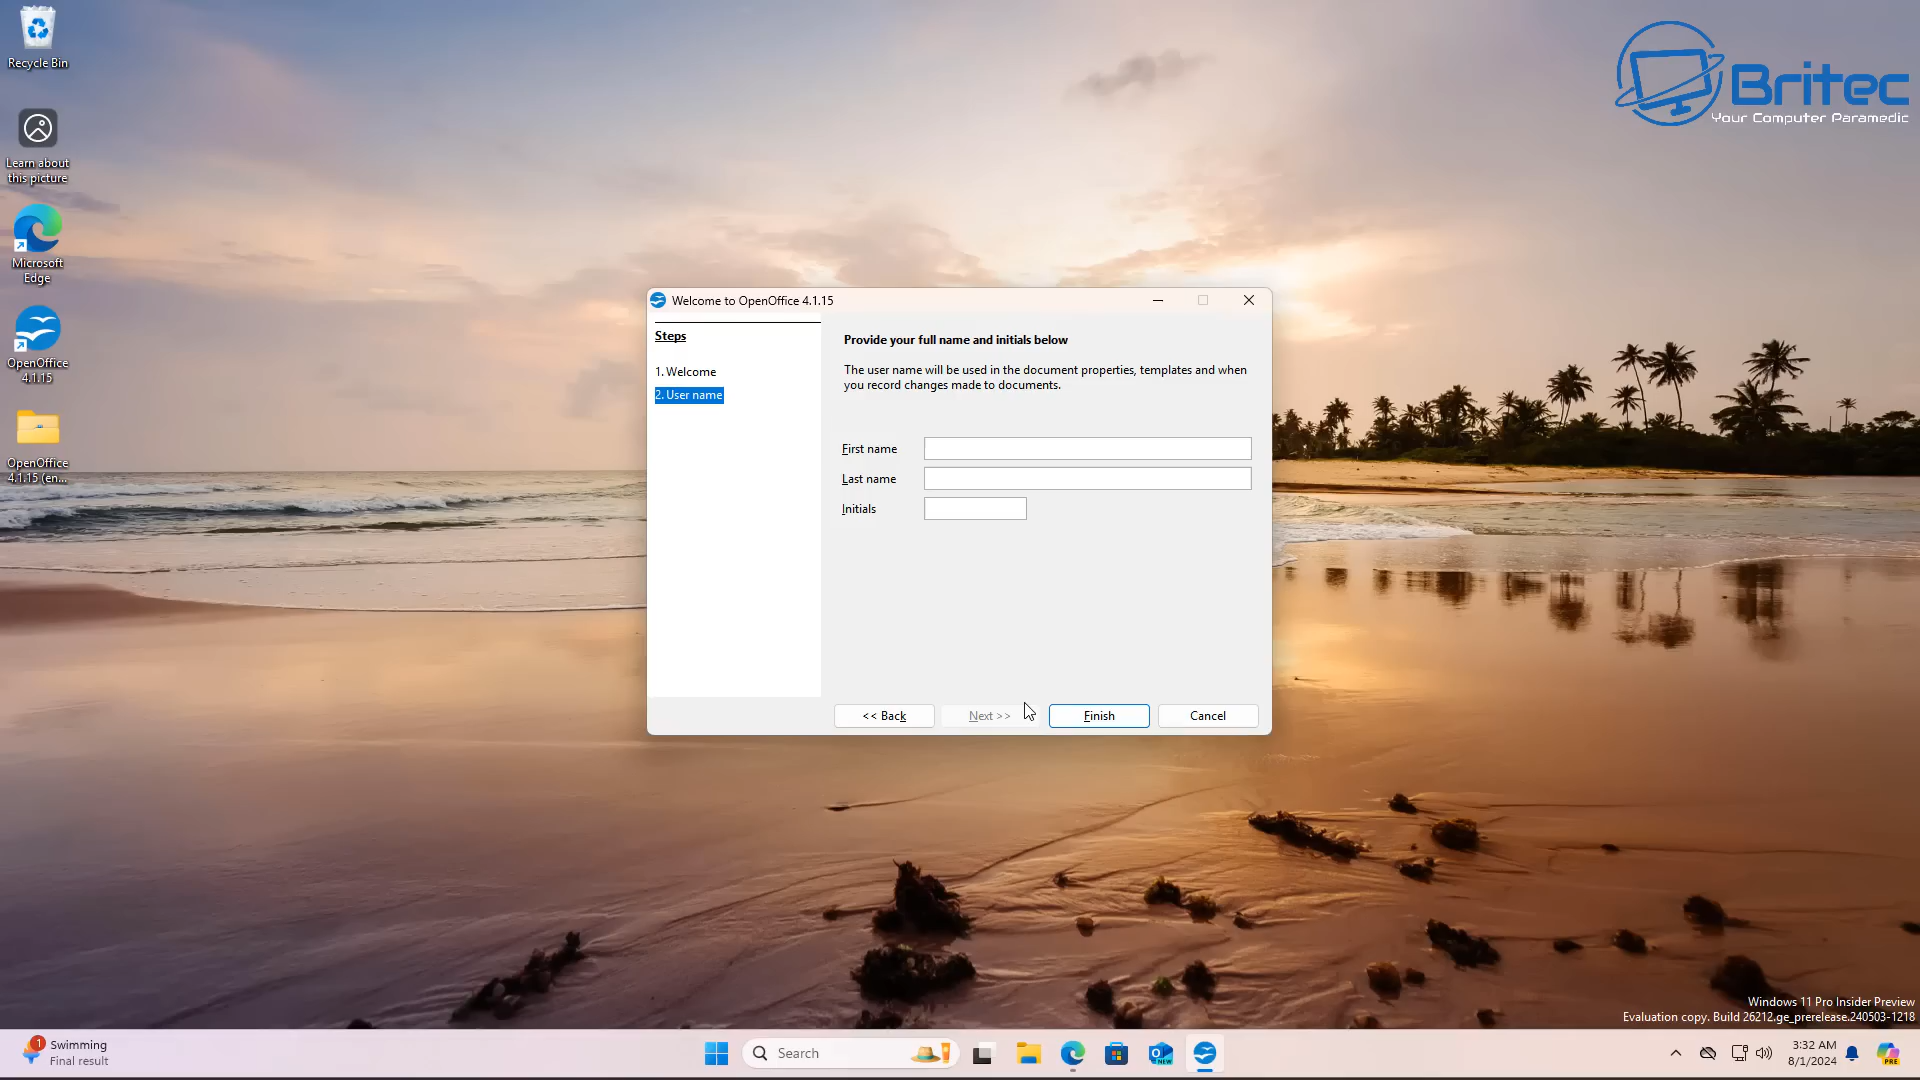 Recycle Bin
Learn about
this picture
Microsoft
Edge
OpenOffice
4.1.15
OpenOffice
4.1.15 (en...
Britec
Your Computer Paramedic
Welcome to OpenOffice 4.1.15
Steps
1. Welcome
2. User name
Provide your full name and initials below
The user name will be used in the document properties, templates and when
you record changes made to documents.
First name
Last name
Initials
<< Back
Next >>
Finish
Cancel
Windows 11 Pro Insider Preview
Evaluation copy. Build 26212.ge_prerelease.240503-1218
1
Swimming
Final result
Search
NEW
3:32 AM
8/1/2024
PRE